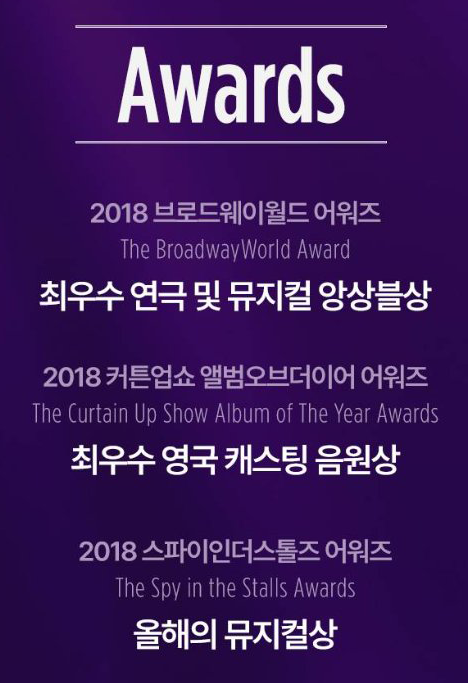 Awards
2018 브로드웨이월드 어워즈
The BroadwayWorld Award
최우수 연극 및 뮤지컬 앙상블상
2018 커튼업쇼 앨범오브더이어 어워즈
The Curtain Up Show Album of The Year Awards
최우수 영국 캐스팅 음원상
2018 스파이인더스톨즈 어워즈
The Spy in the Stalls Awards
올해의 뮤지컬상